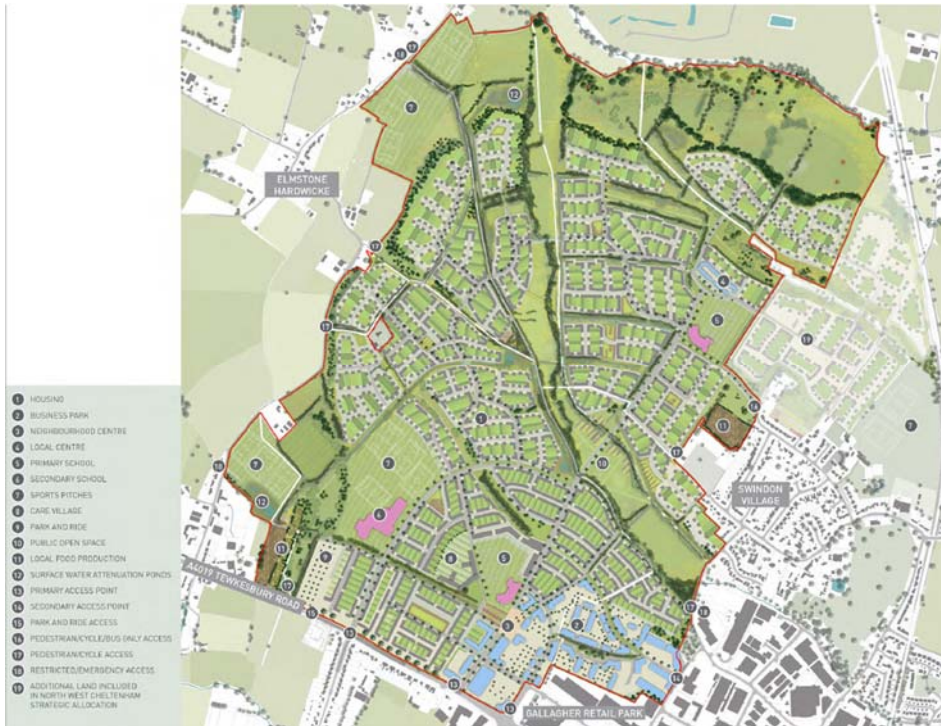 ELMSTONE
HARDWICKE
SWINDON
VILLAGE
A4019 TEWKESBURY ROAD
GALLAGHER RETAIL PARK
1 HOUSING
2 BUSINESS PARK
3 NEIGHBOURHOOD CENTRE
4 LOCAL CENTRE
5 PRIMARY SCHOOL
6 SECONDARY SCHOOL
7 SPORTS PITCHES
8 CARE VILLAGE
9 PARK AND RIDE
10 PUBLIC OPEN SPACE
11 LOCAL FOOD PRODUCTION
12 SURFACE WATER ATTENUATION PONDS
13 PRIMARY ACCESS POINT
14 SECONDARY ACCESS POINT
15 PARK AND RIDE ACCESS
16 PEDESTRIAN/CYCLE/BUS ONLY ACCESS
17 PEDESTRIAN/CYCLE ACCESS
18 RESTRICTED/EMERGENCY ACCESS
19 ADDITIONAL LAND INCLUDED
IN NORTH WEST CHELTENHAM
STRATEGIC ALLOCATION